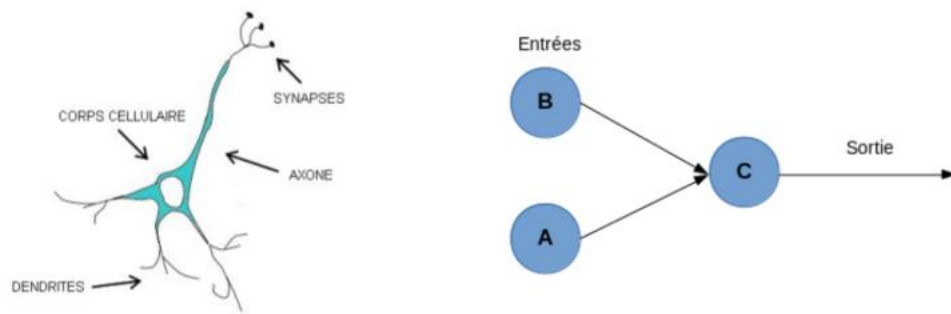 SYNAPSES
CORPS CELLULAIRE
AXONE
DENDRITES
Entrées
B
A
C
Sortie